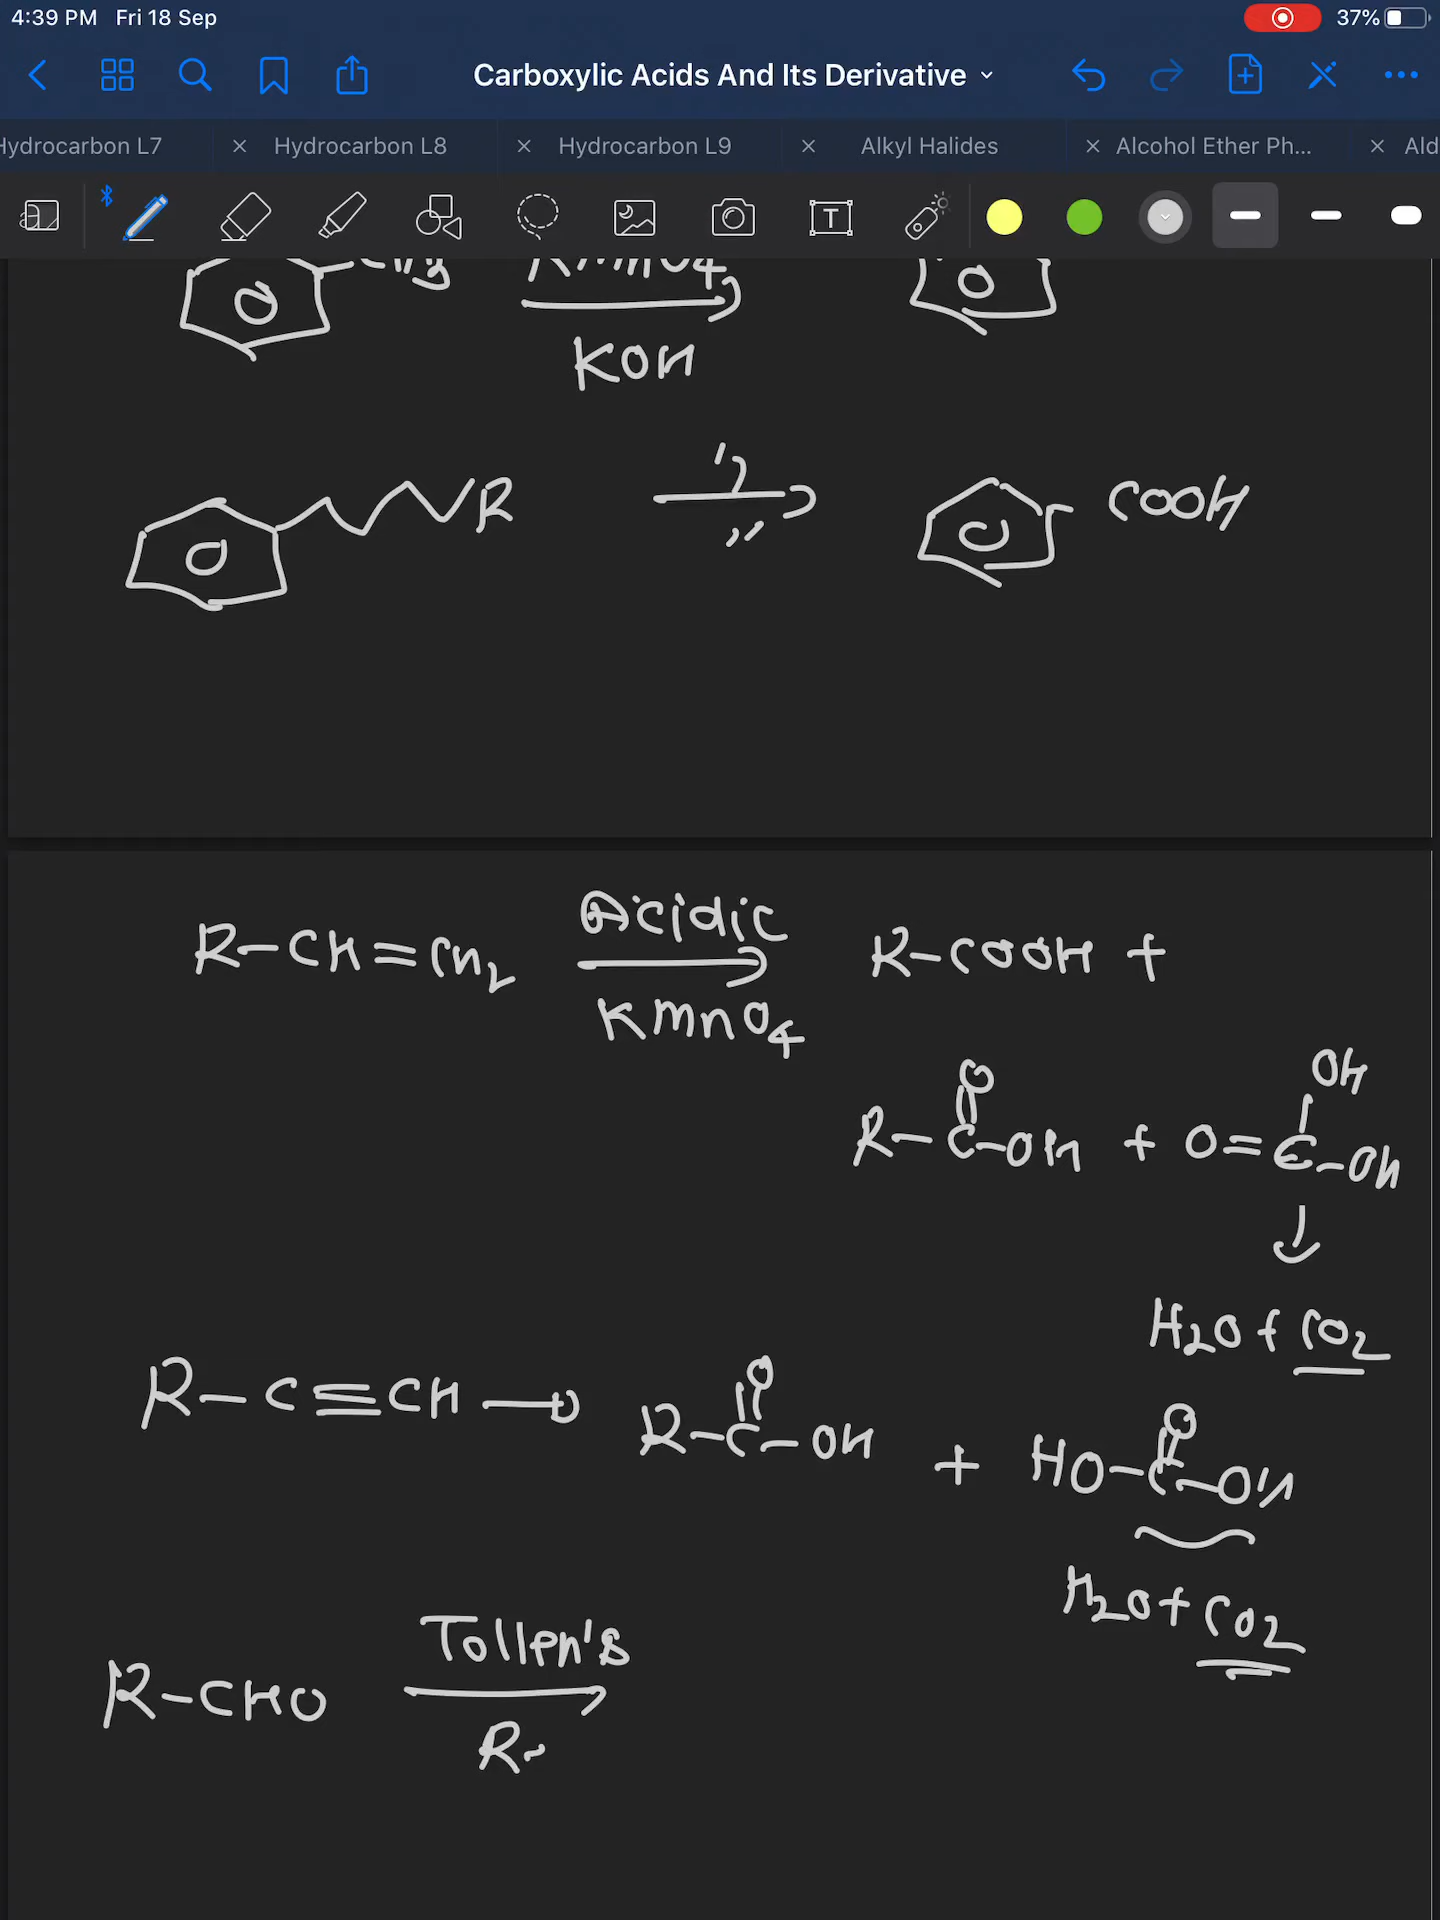 4:39 PM Fri 18 Sep 37%
Carboxylic Acids And Its Derivative
Hydrocarbon L7 × Hydrocarbon L8 × Hydrocarbon L9 × Alkyl Halides × Alcohol Ether Ph... × Ald
a T
CH3 KMnO4
KOH
R '' '' COOH
R-CH=CH2 Acidic R-COOH +
KMnO4
O OH
R-C-OH + O=C-OH
↓
H2O + CO2
R-C≡CH → R-C-OH + HO-C-OH
O O
H2O + CO2
Tollen's
R-CHO
R